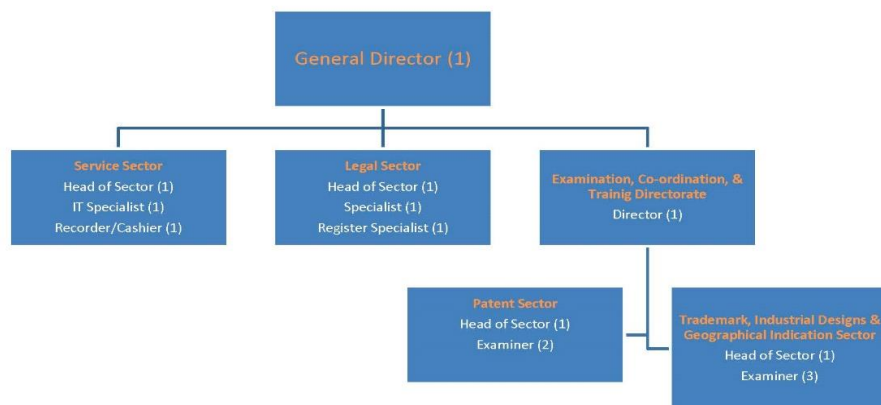 General Director (1)
Service Sector
Head of Sector (1)
IT Specialist (1)
Recorder/Cashier (1)
Legal Sector
Head of Sector (1)
Specialist (1)
Register Specialist (1)
Examination, Co-ordination, &
Trainig Directorate
Director (1)
Patent Sector
Head of Sector (1)
Examiner (2)
Trademark, Industrial Designs &
Geographical Indication Sector
Head of Sector (1)
Examiner (3)